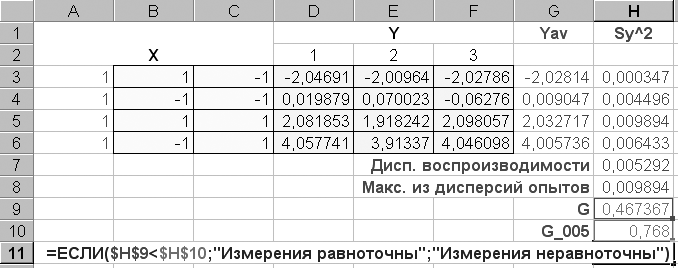 A B C D E F G H
1 Y Yav Sy^2
2 X 1 2 3
3 1 1 -1 -2,04691 -2,00964 -2,02786 -2,02814 0,000347
4 1 -1 -1 0,019879 0,070023 -0,06276 0,009047 0,004496
5 1 1 1 2,081853 1,918242 2,098057 2,032717 0,009894
6 1 -1 1 4,057741 3,91337 4,046098 4,005736 0,006433
7 Дисп. воспроизводимости 0,005292
8 Макс. из дисперсий опытов 0,009894
9 G 0,467367
10 G_005 0,768
11 =ЕСЛИ($H$9<$H$10;"Измерения равноточны";"Измерения неравноточны")